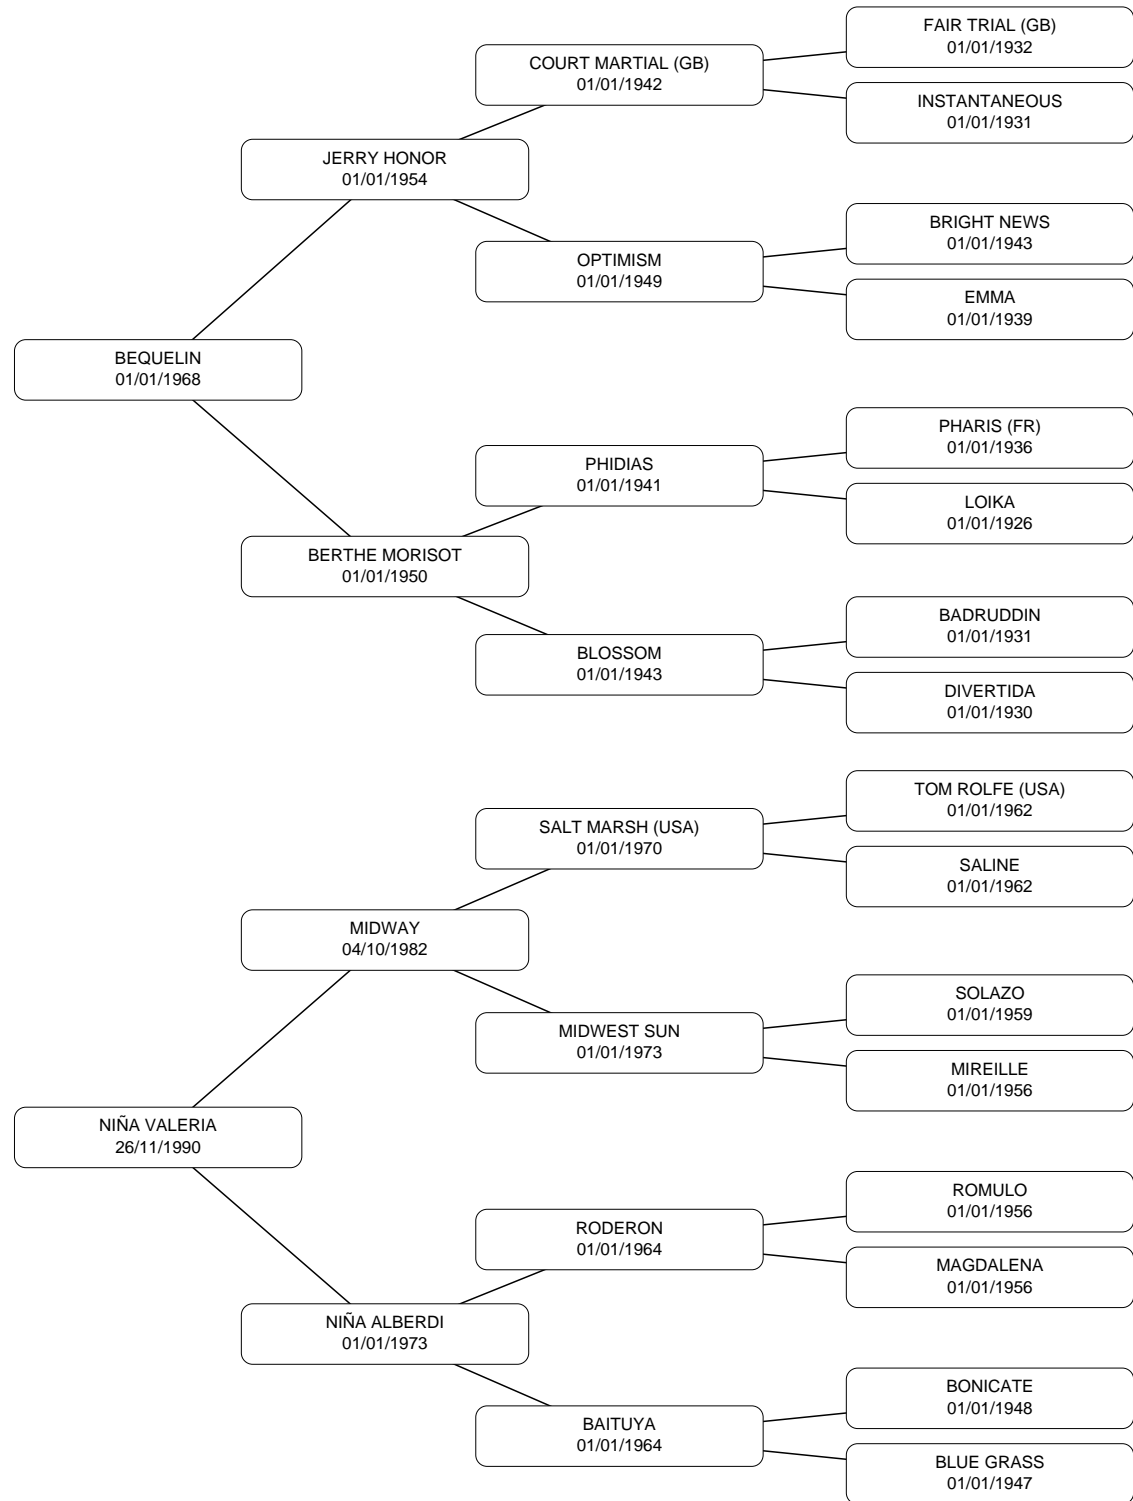 FAIR TRIAL (GB)
01/01/1932
COURT MARTIAL (GB)
01/01/1942
INSTANTANEOUS
01/01/1931
JERRY HONOR
01/01/1954
BRIGHT NEWS
01/01/1943
OPTIMISM
01/01/1949
EMMA
01/01/1939
BEQUELIN
01/01/1968
PHARIS (FR)
01/01/1936
PHIDIAS
01/01/1941
LOIKA
01/01/1926
BERTHE MORISOT
01/01/1950
BADRUDDIN
01/01/1931
BLOSSOM
01/01/1943
DIVERTIDA
01/01/1930
TOM ROLFE (USA)
01/01/1962
SALT MARSH (USA)
01/01/1970
SALINE
01/01/1962
MIDWAY
04/10/1982
SOLAZO
01/01/1959
MIDWEST SUN
01/01/1973
MIREILLE
01/01/1956
NIÑA VALERIA
26/11/1990
ROMULO
01/01/1956
RODERON
01/01/1964
MAGDALENA
01/01/1956
NIÑA ALBERDI
01/01/1973
BONICATE
01/01/1948
BAITUYA
01/01/1964
BLUE GRASS
01/01/1947